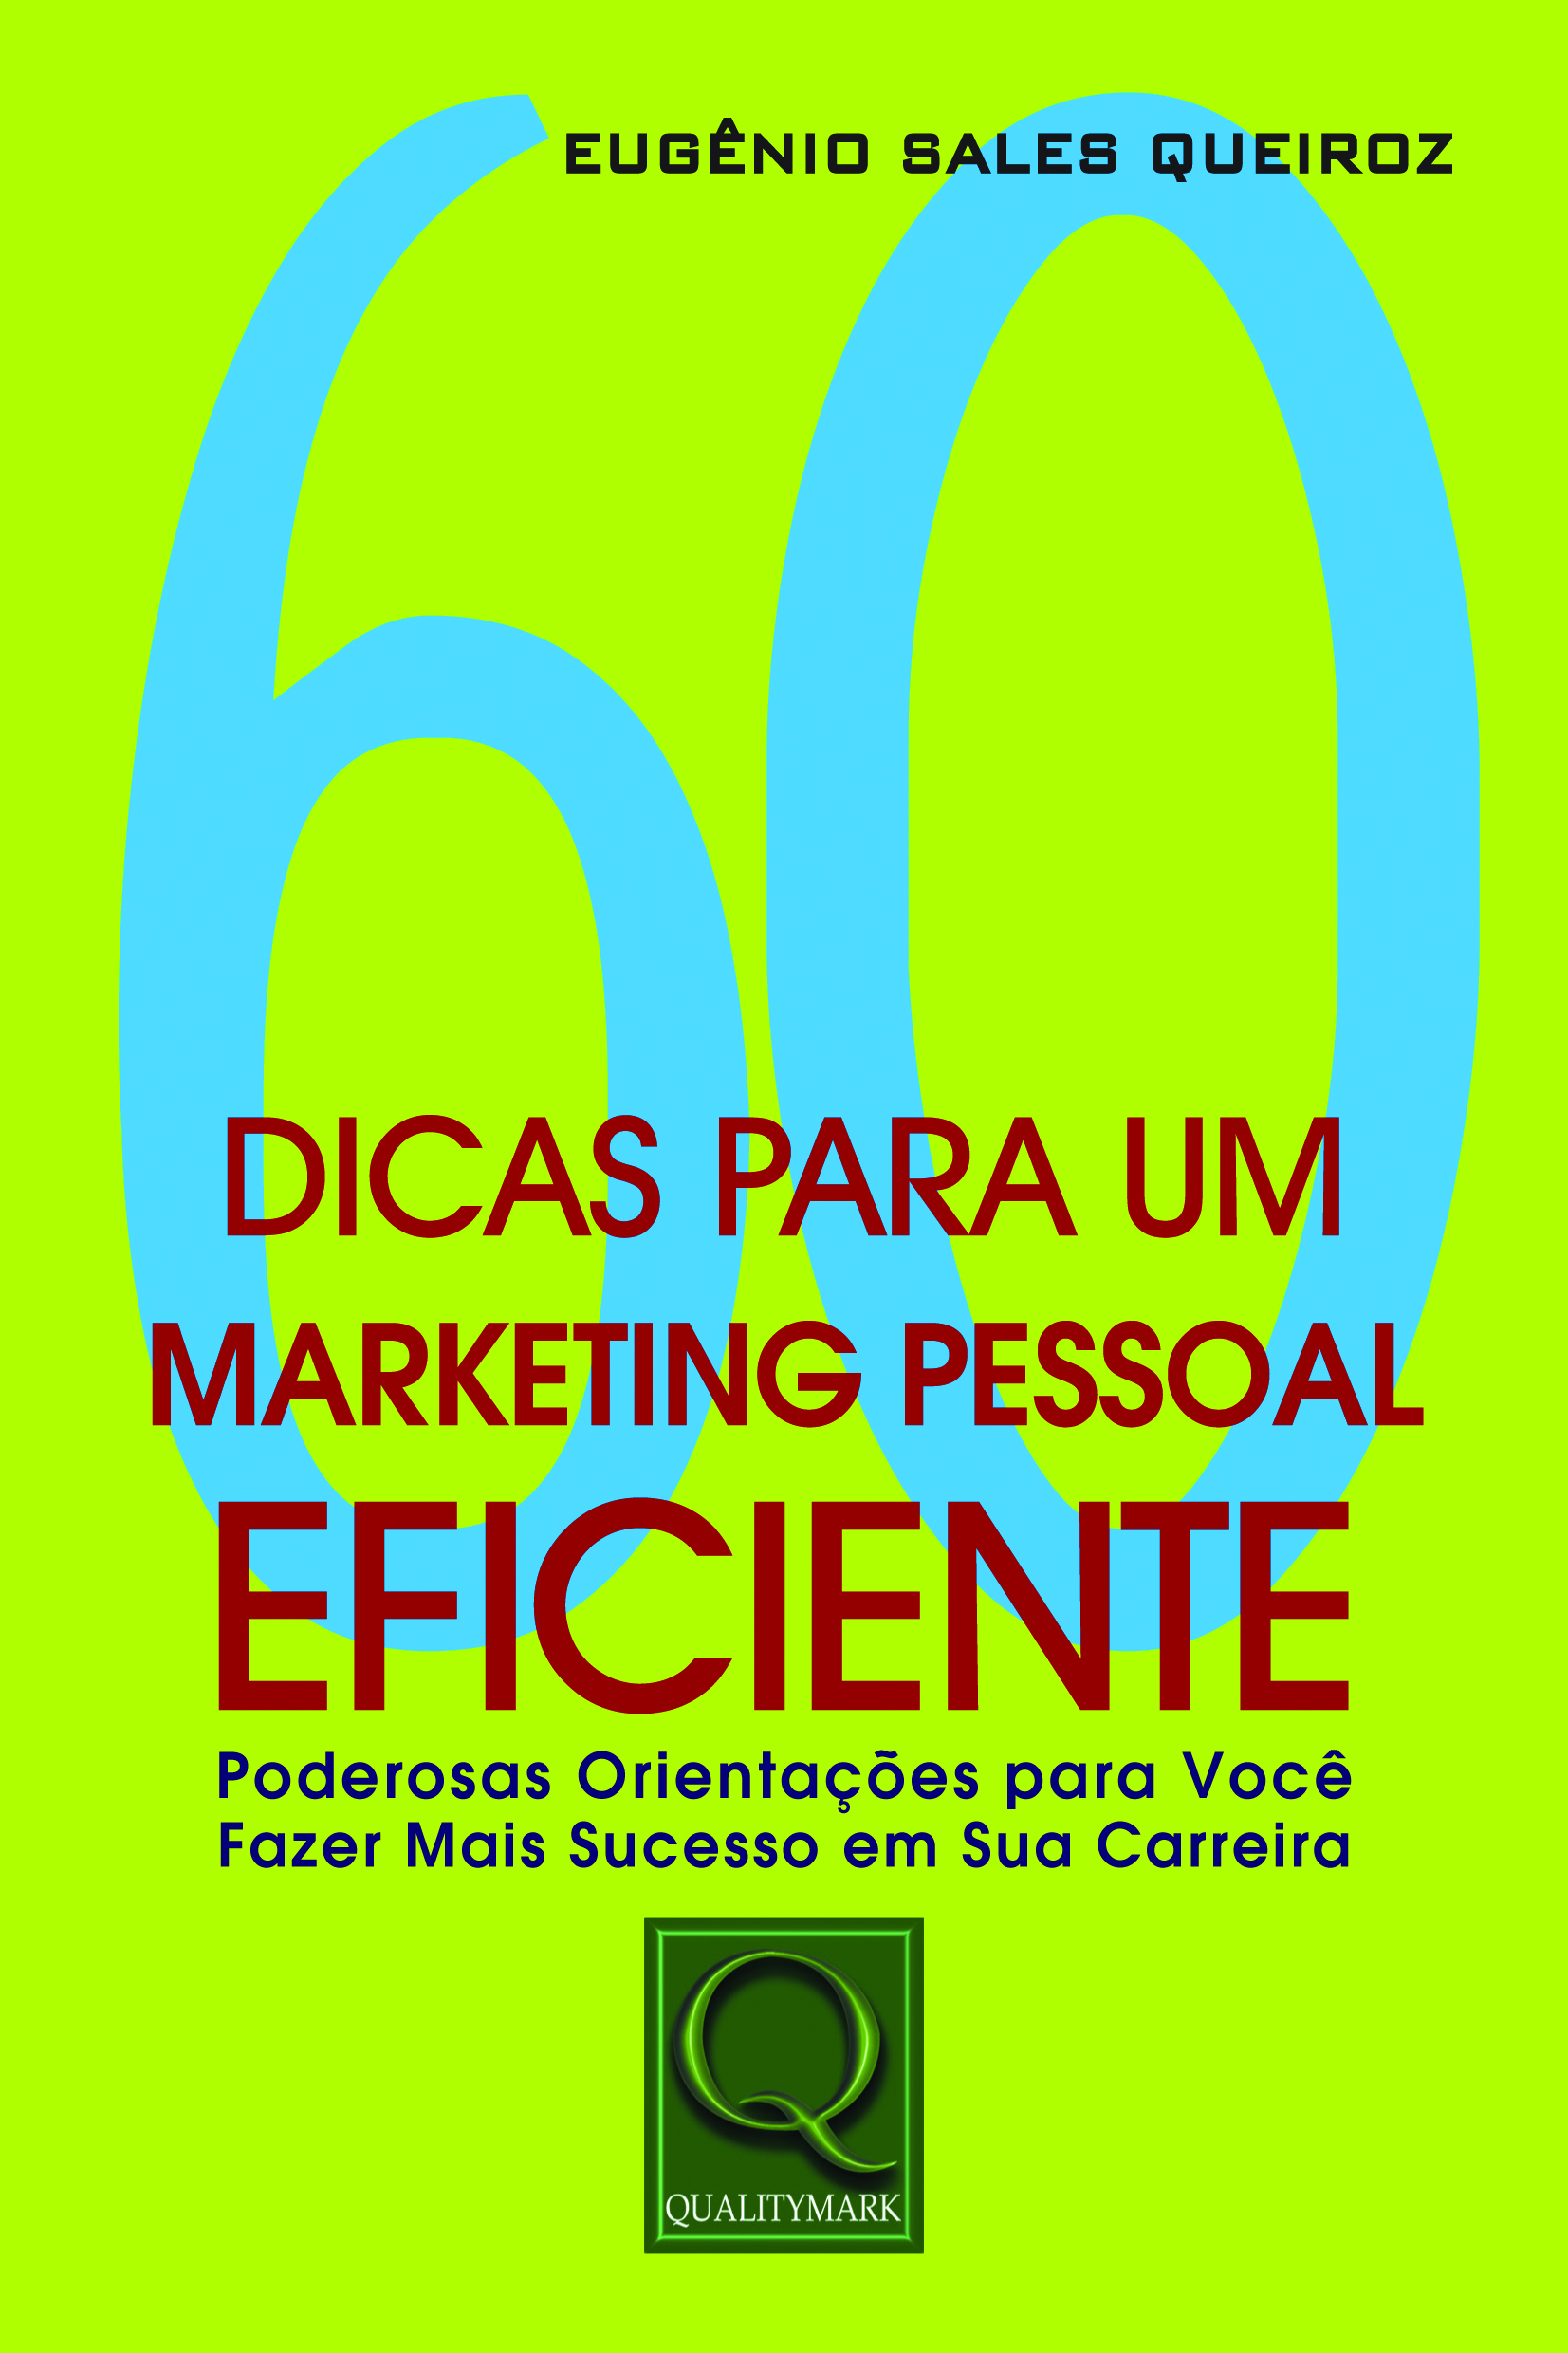 EUGÊNIO SALES QUEIROZ
60
DICAS PARA UM
MARKETING PESSOAL
EFICIENTE
Poderosas Orientações para Você
Fazer Mais Sucesso em Sua Carreira
Q
QUALITYMARK